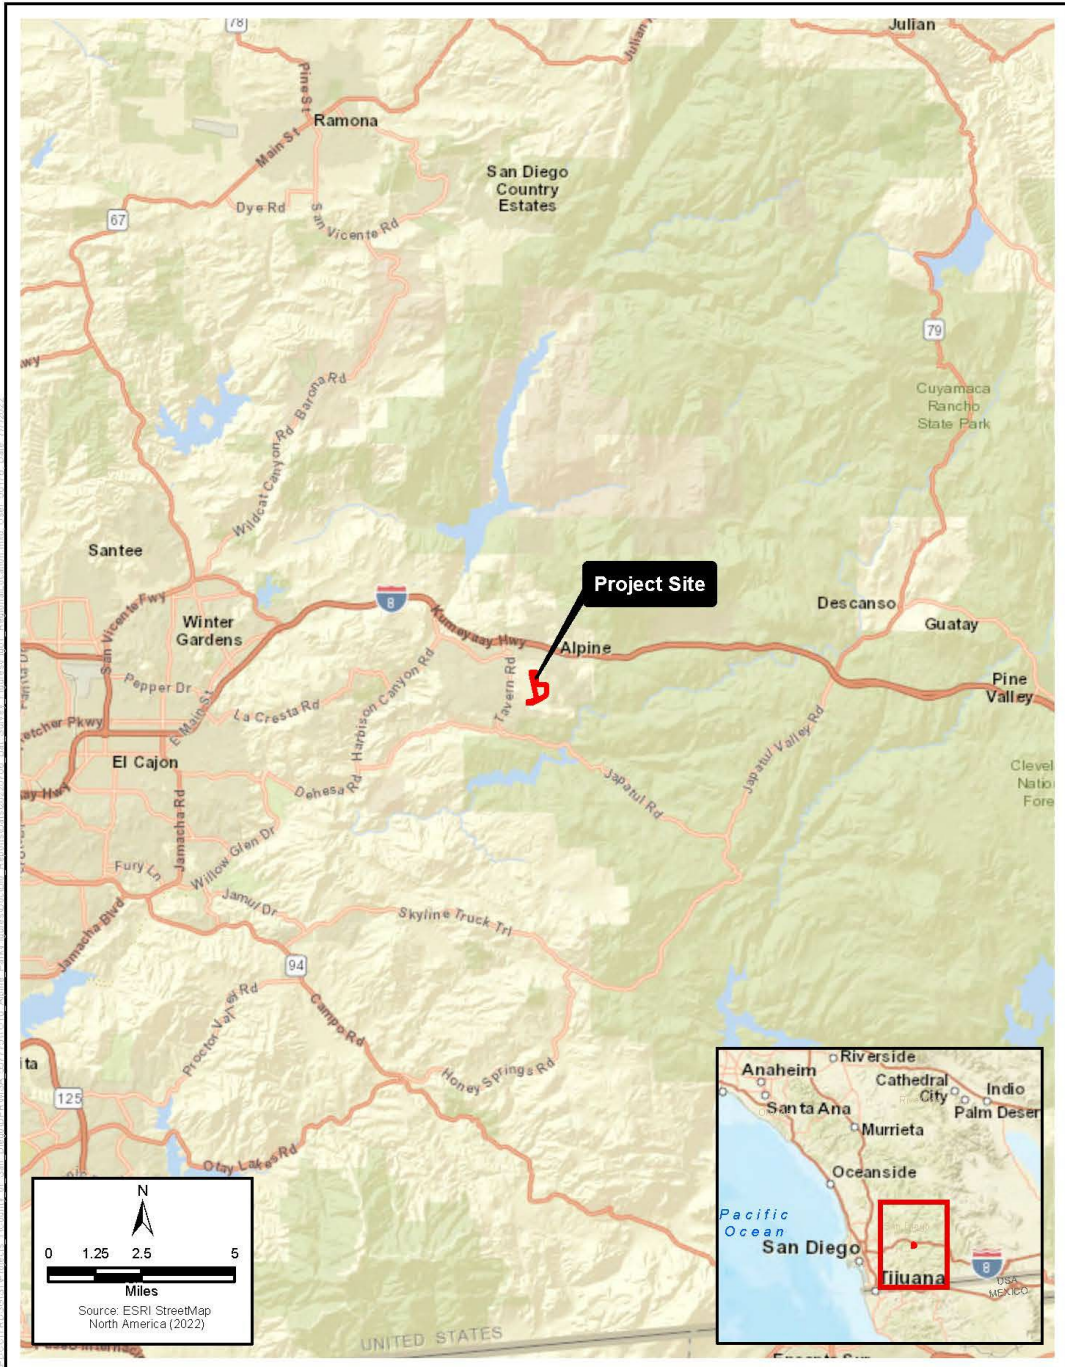 78
Julian
Pine St
Ramona
Main St
San Diego
Country
Estates
Dye Rd
San Vicente Rd
67
79
Cuyamaca
Rancho
State Park
Wildcat Canyon Rd
Barona Rd
Santee
San Vicente Fwy
Winter
Gardens
8
Project Site
Kumeyaay Hwy
Alpine
Descanso
Guatay
Pine
Valley
Pepper Dr
E Main St
La Cresta Rd
Harbison Canyon Rd
Tavern Rd
El Cajon
Dehesa Rd
Japatul Rd
Japatul Valley Rd
Jamacha Rd
Fury Ln
Willow Glen Dr
Jamul Dr
Skyline Truck Trl
Jamacha Blvd
94
Proctor Valley Rd
Campo Rd
Honey Springs Rd
125
Otay Lakes Rd
N
0 1.25 2.5 5
Miles
Source: ESRI StreetMap
North America (2022)
UNITED STATES
Riverside
Anaheim
Cathedral
City
Indio
Santa Ana
Palm Deser
Murrieta
Oceanside
Pacific
Ocean
San Diego
8
Tijuana
USA
MEXICO